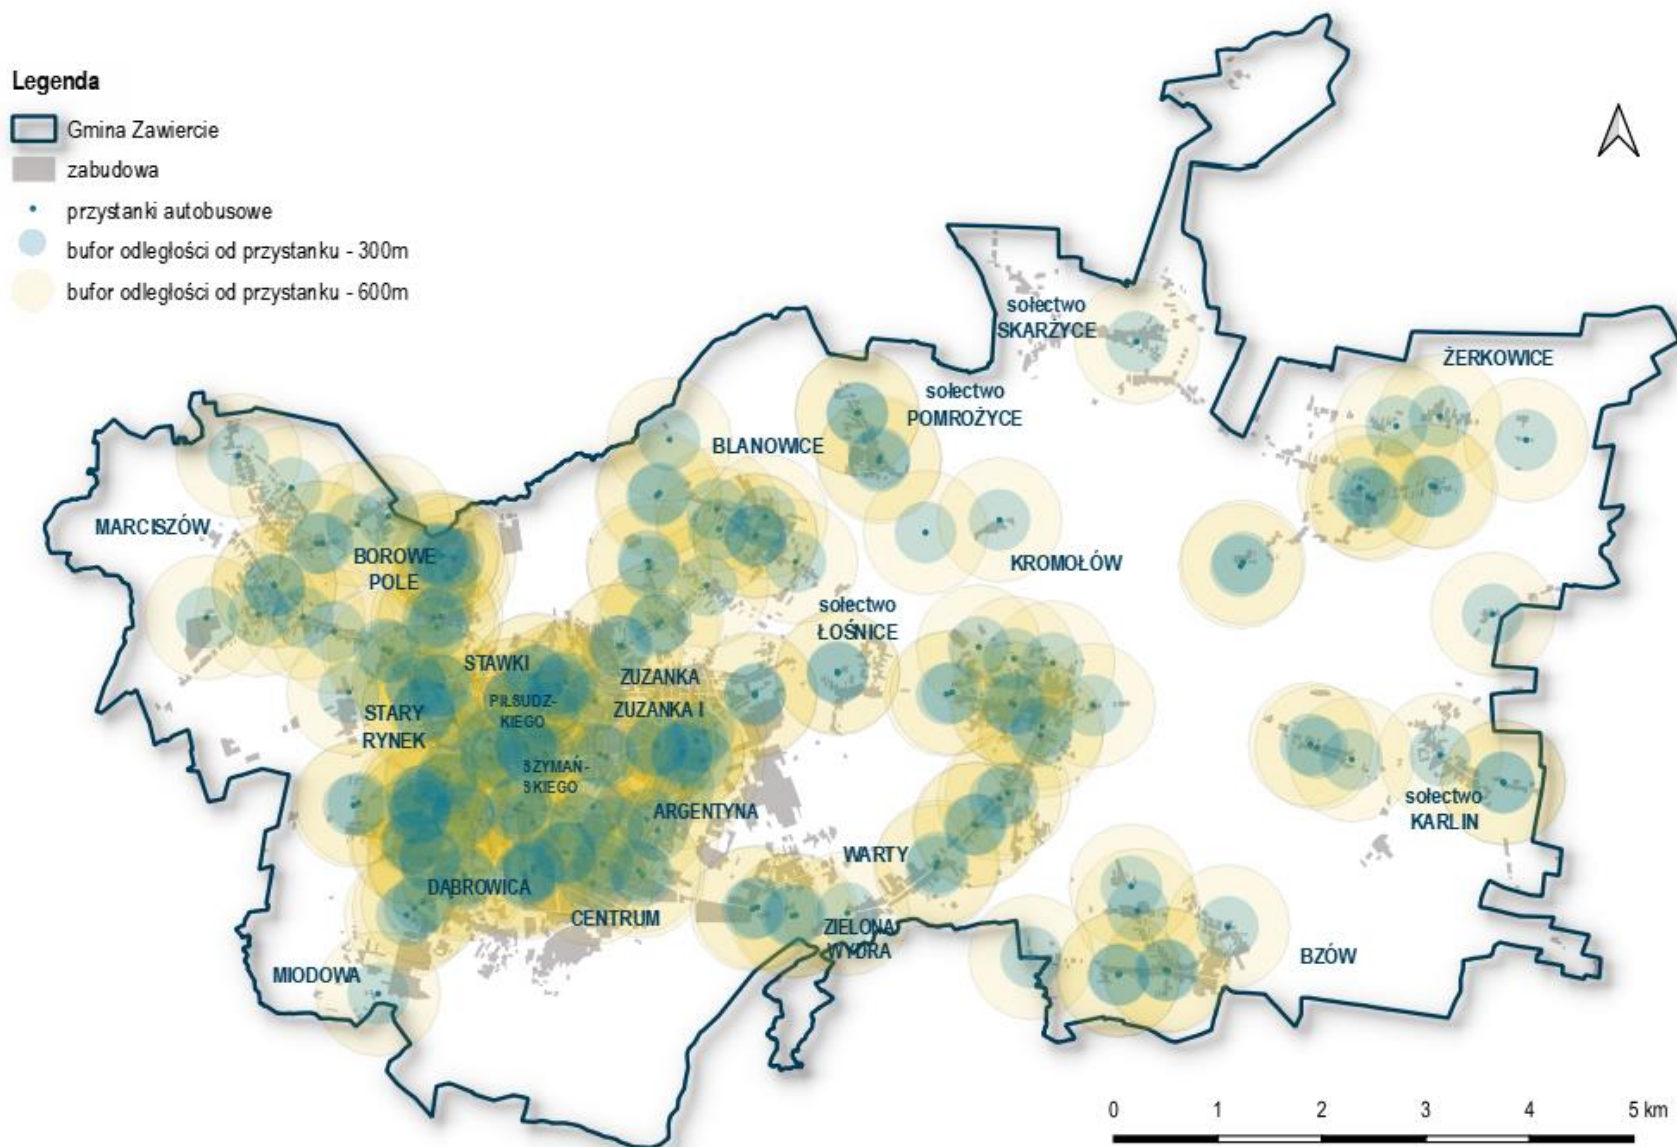 Legenda
Gmina Zawiercie
zabudowa
przystanki autobusowe
bufor odległości od przystanku - 300m
bufor odległości od przystanku - 600m
sołectwo
SKARŻYCE
ŻERKOWICE
sołectwo
POMROŻYCE
BLANOWICE
MARCISZÓW
BOROWE
POLE
KROMOŁÓW
sołectwo
ŁOŚNICE
STAWKI
ZUZANKA
PIŁSUDZ-
KIEGO
ZUZANKA I
STARY
RYNEK
SZYMAŃ-
SKIEGO
ARGENTYNA
sołectwo
KARLIN
WARTY
DĄBROWICA
CENTRUM
ZIELONA
WYDRA
BZÓW
MIODOWA
0 1 2 3 4 5 km